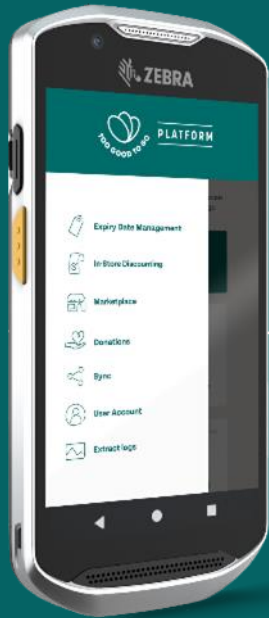 ZEBRA
TOO GOOD TO GO
PLATFORM
Expiry Date Management
In-Store Discounting
Marketplace
Donations
Sync
User Account
Extract logs